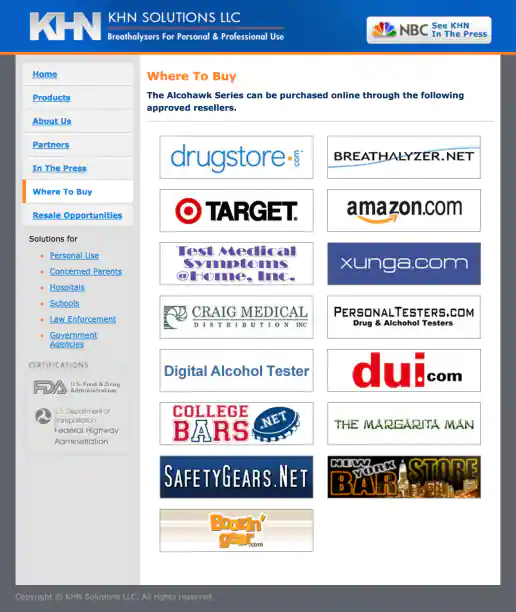 KHN
KHN SOLUTIONS LLC
Breathalyzers For Personal & Professional Use
NBC
See KHN
In The Press
Home
Products
About Us
Partners
In The Press
Where To Buy
Resale Opportunities
Solutions for
Personal Use
Concerned Parents
Hospitals
Schools
Law Enforcement
Government
Agencies
CERTIFICATIONS
FDA U.S. Food & Drug
Administration
U.S. Department of
Transportation
Federal Highway
Administration
Where To Buy
The Alcohawk Series can be purchased online through the following
approved resellers.
drugstore.com
BREATHALYZER.NET
TARGET.
amazon.com
Test Medical
Symptoms
@Home, Inc.
xunga.com
CRAIG MEDICAL
DISTRIBUTION INC
PERSONALTESTERS.COM
Drug & Alchohol Testers
Digital Alcohol Tester
dui.com
COLLEGE
BARS .NET
THE MARGARITA MAN
SAFETYGEARS.NET
NEW YORK
BAR STORE
Boozin'
gear.com
Copyright © KHN Solutions LLC. All rights reserved.